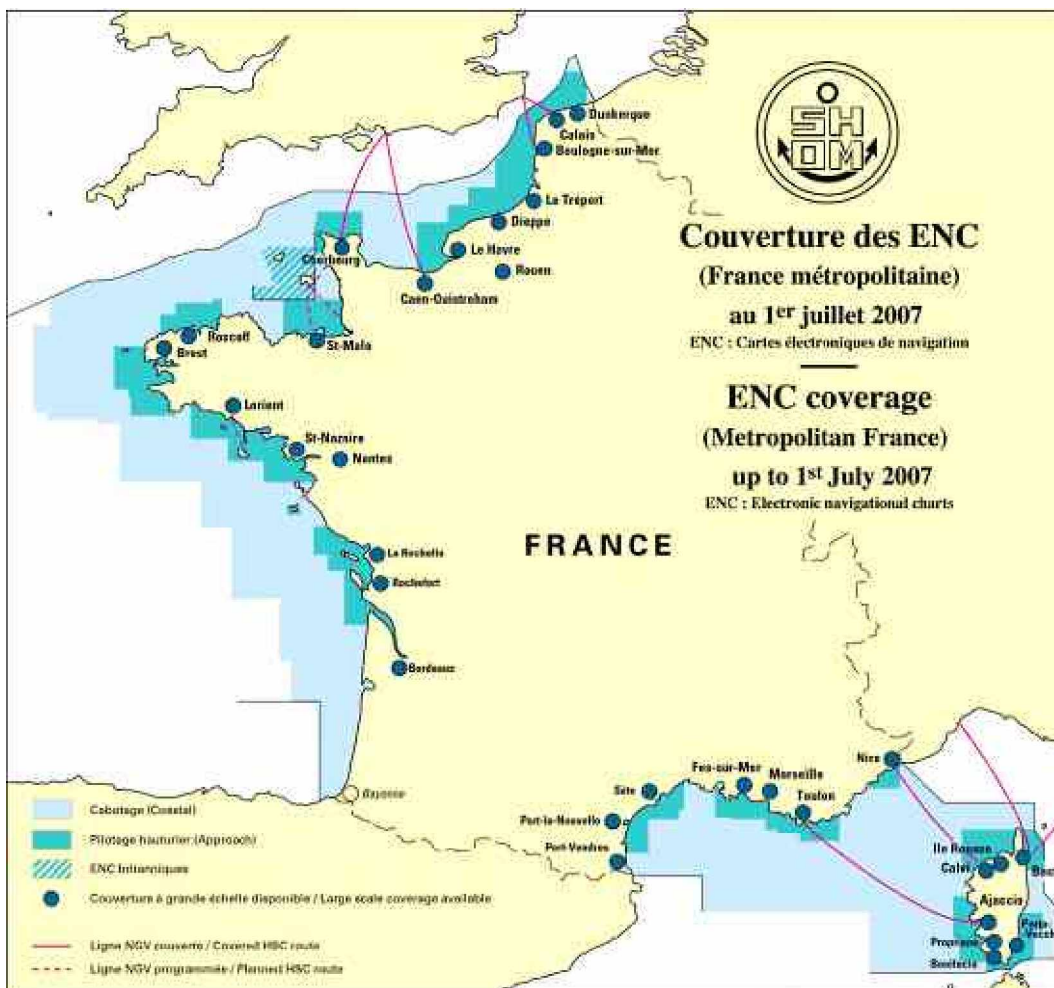 SH
OM
Couverture des ENC
(France métropolitaine)
au 1er juillet 2007
ENC : Cartes électroniques de navigation
ENC coverage
(Metropolitan France)
up to 1st July 2007
ENC : Electronic navigational charts
Dunkerque
Calais
Boulogne-sur-Mer
Le Tréport
Dieppe
Le Havre
Rouen
Cherbourg
Caen-Ouistreham
Roscoff
St-Malo
Brest
Lorient
St-Nazaire
Nantes
FRANCE
La Rochelle
Rochefort
Bordeaux
Bayonne
Nice
Fos-sur-Mer
Marseille
Toulon
Sète
Port-la-Nouvelle
Port-Vendres
Ile Rousse
Calvi
Bast
Ajaccio
Porto-
Vecch
Propriano
Bonifacio
Cabotage (Coastal)
Pilotage hauturier (Approach)
ENC britanniques
Couverture à grande échelle disponible / Large scale coverage available
Ligne NGV couverte / Covered HSC route
Ligne NGV programmée / Planned HSC route